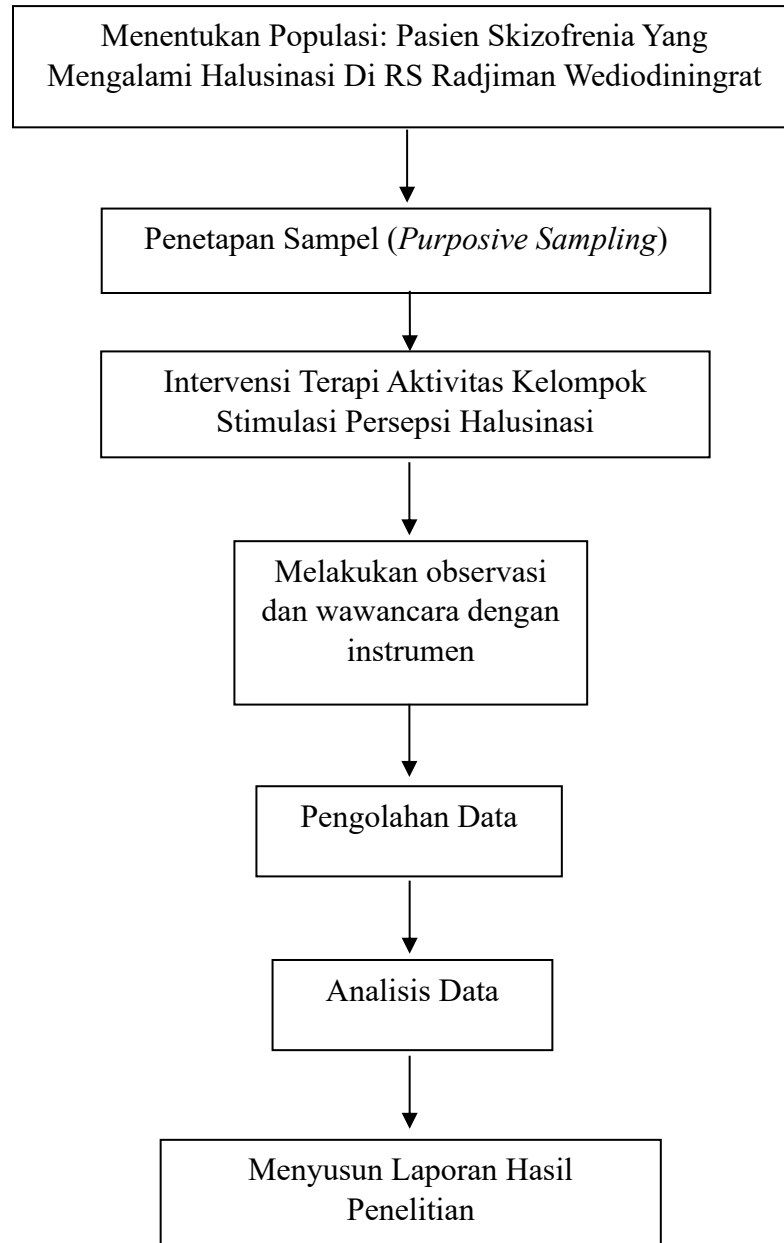 Menentukan Populasi: Pasien Skizofrenia Yang
Mengalami Halusinasi Di RS Radjiman Wediodiningrat
Penetapan Sampel (Purposive Sampling)
Intervensi Terapi Aktivitas Kelompok
Stimulasi Persepsi Halusinasi
Melakukan observasi
dan wawancara dengan
instrumen
Pengolahan Data
Analisis Data
Menyusun Laporan Hasil
Penelitian